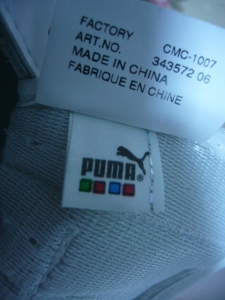 FACTORY CMC-1007
ART.NO. 343572 06
MADE IN CHINA
FABRIQUE EN CHINE
PUMA®